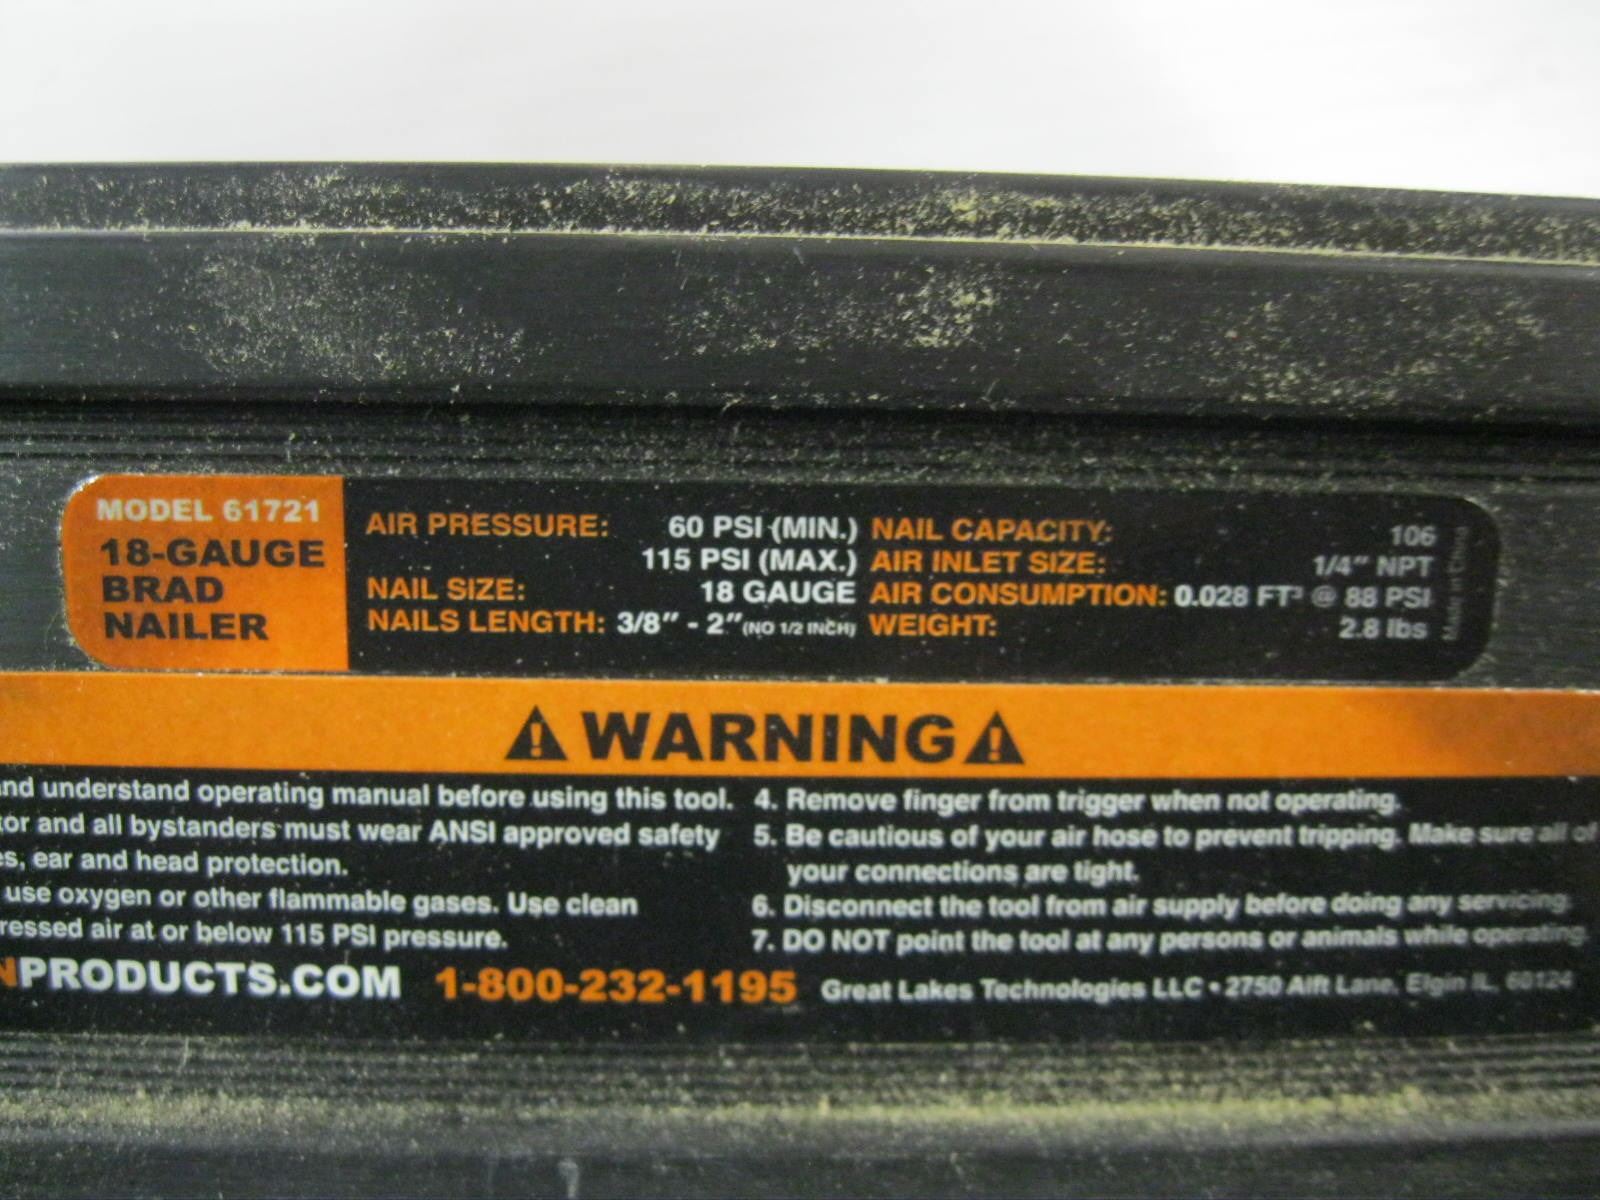 MODEL 61721
18-GAUGE
BRAD
NAILER
AIR PRESSURE: 60 PSI (MIN.)
115 PSI (MAX.)
NAIL SIZE: 18 GAUGE
NAILS LENGTH: 3/8" - 2" (NO 1/2 INCH)
NAIL CAPACITY: 106
AIR INLET SIZE: 1/4" NPT
AIR CONSUMPTION: 0.028 FT³ @ 88 PSI
WEIGHT: 2.8 lbs
Made in China
WARNING
nd understand operating manual before using this tool.
tor and all bystanders must wear ANSI approved safety
es, ear and head protection.
use oxygen or other flammable gases. Use clean
ressed air at or below 115 PSI pressure.
4. Remove finger from trigger when not operating.
5. Be cautious of your air hose to prevent tripping. Make sure all of
your connections are tight.
6. Disconnect the tool from air supply before doing any servicing.
7. DO NOT point the tool at any persons or animals while operating.
NPRODUCTS.COM 1-800-232-1195 Great Lakes Technologies LLC • 2750 Alft Lane, Elgin IL, 60124